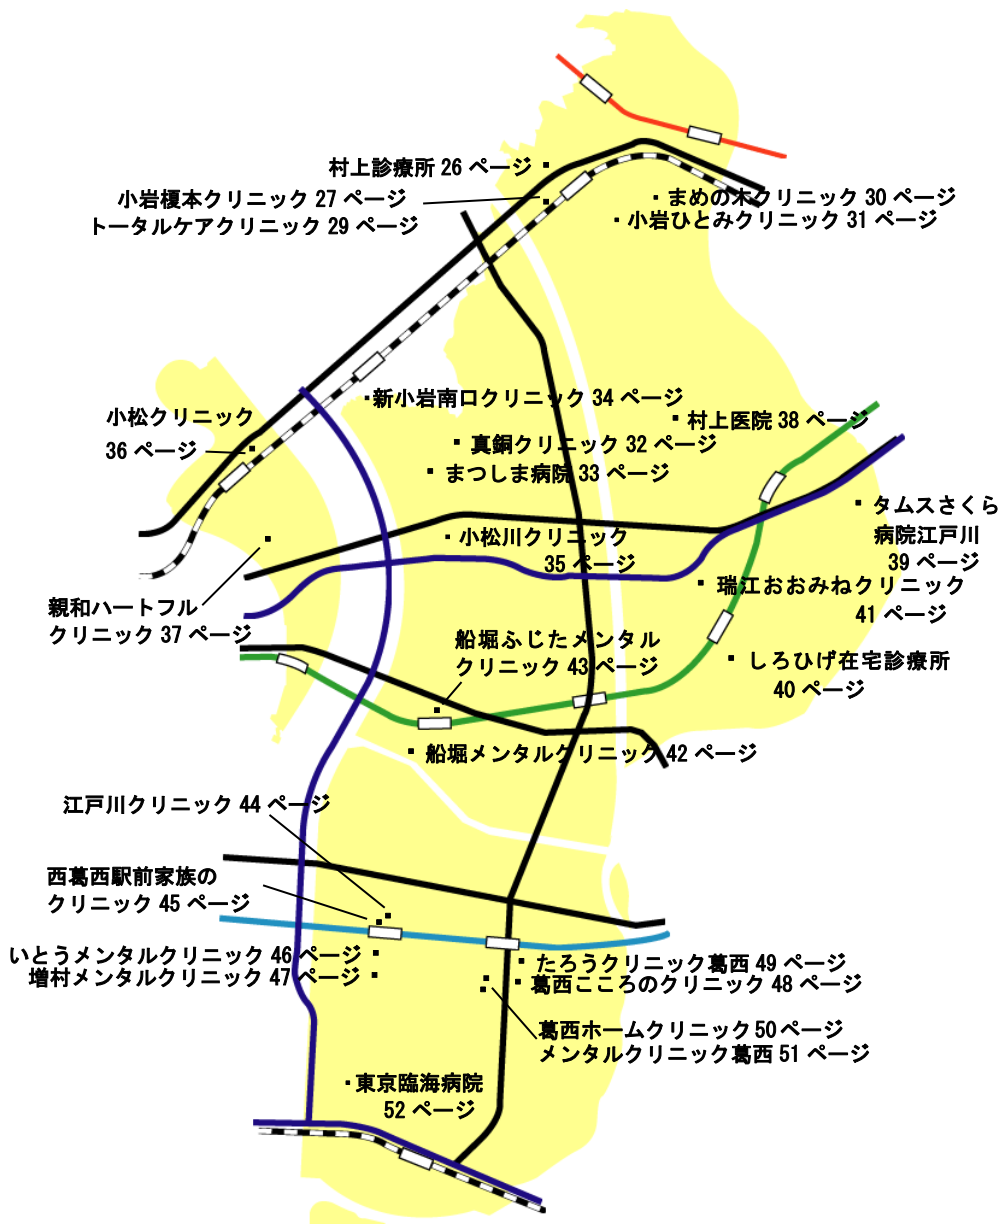 村上診療所 26 ページ
小岩榎本クリニック 27 ページ
トータルケアクリニック 29 ページ
まめの木クリニック 30 ページ
小岩ひとみクリニック 31 ページ
新小岩南口クリニック 34 ページ
小松クリニック
36 ページ
村上医院 38 ページ
真銅クリニック 32 ページ
まつしま病院 33 ページ
タムスさくら
病院江戸川
39 ページ
小松川クリニック
35 ページ
瑞江おおみねクリニック
41 ページ
親和ハートフル
クリニック 37 ページ
船堀ふじたメンタル
クリニック 43 ページ
しろひげ在宅診療所
40 ページ
船堀メンタルクリニック 42 ページ
江戸川クリニック 44 ページ
西葛西駅前家族の
クリニック 45 ページ
いとうメンタルクリニック 46 ページ
増村メンタルクリニック 47 ページ
たろうクリニック葛西 49 ページ
葛西こころのクリニック 48 ページ
葛西ホームクリニック 50 ページ
メンタルクリニック葛西 51 ページ
東京臨海病院
52 ページ